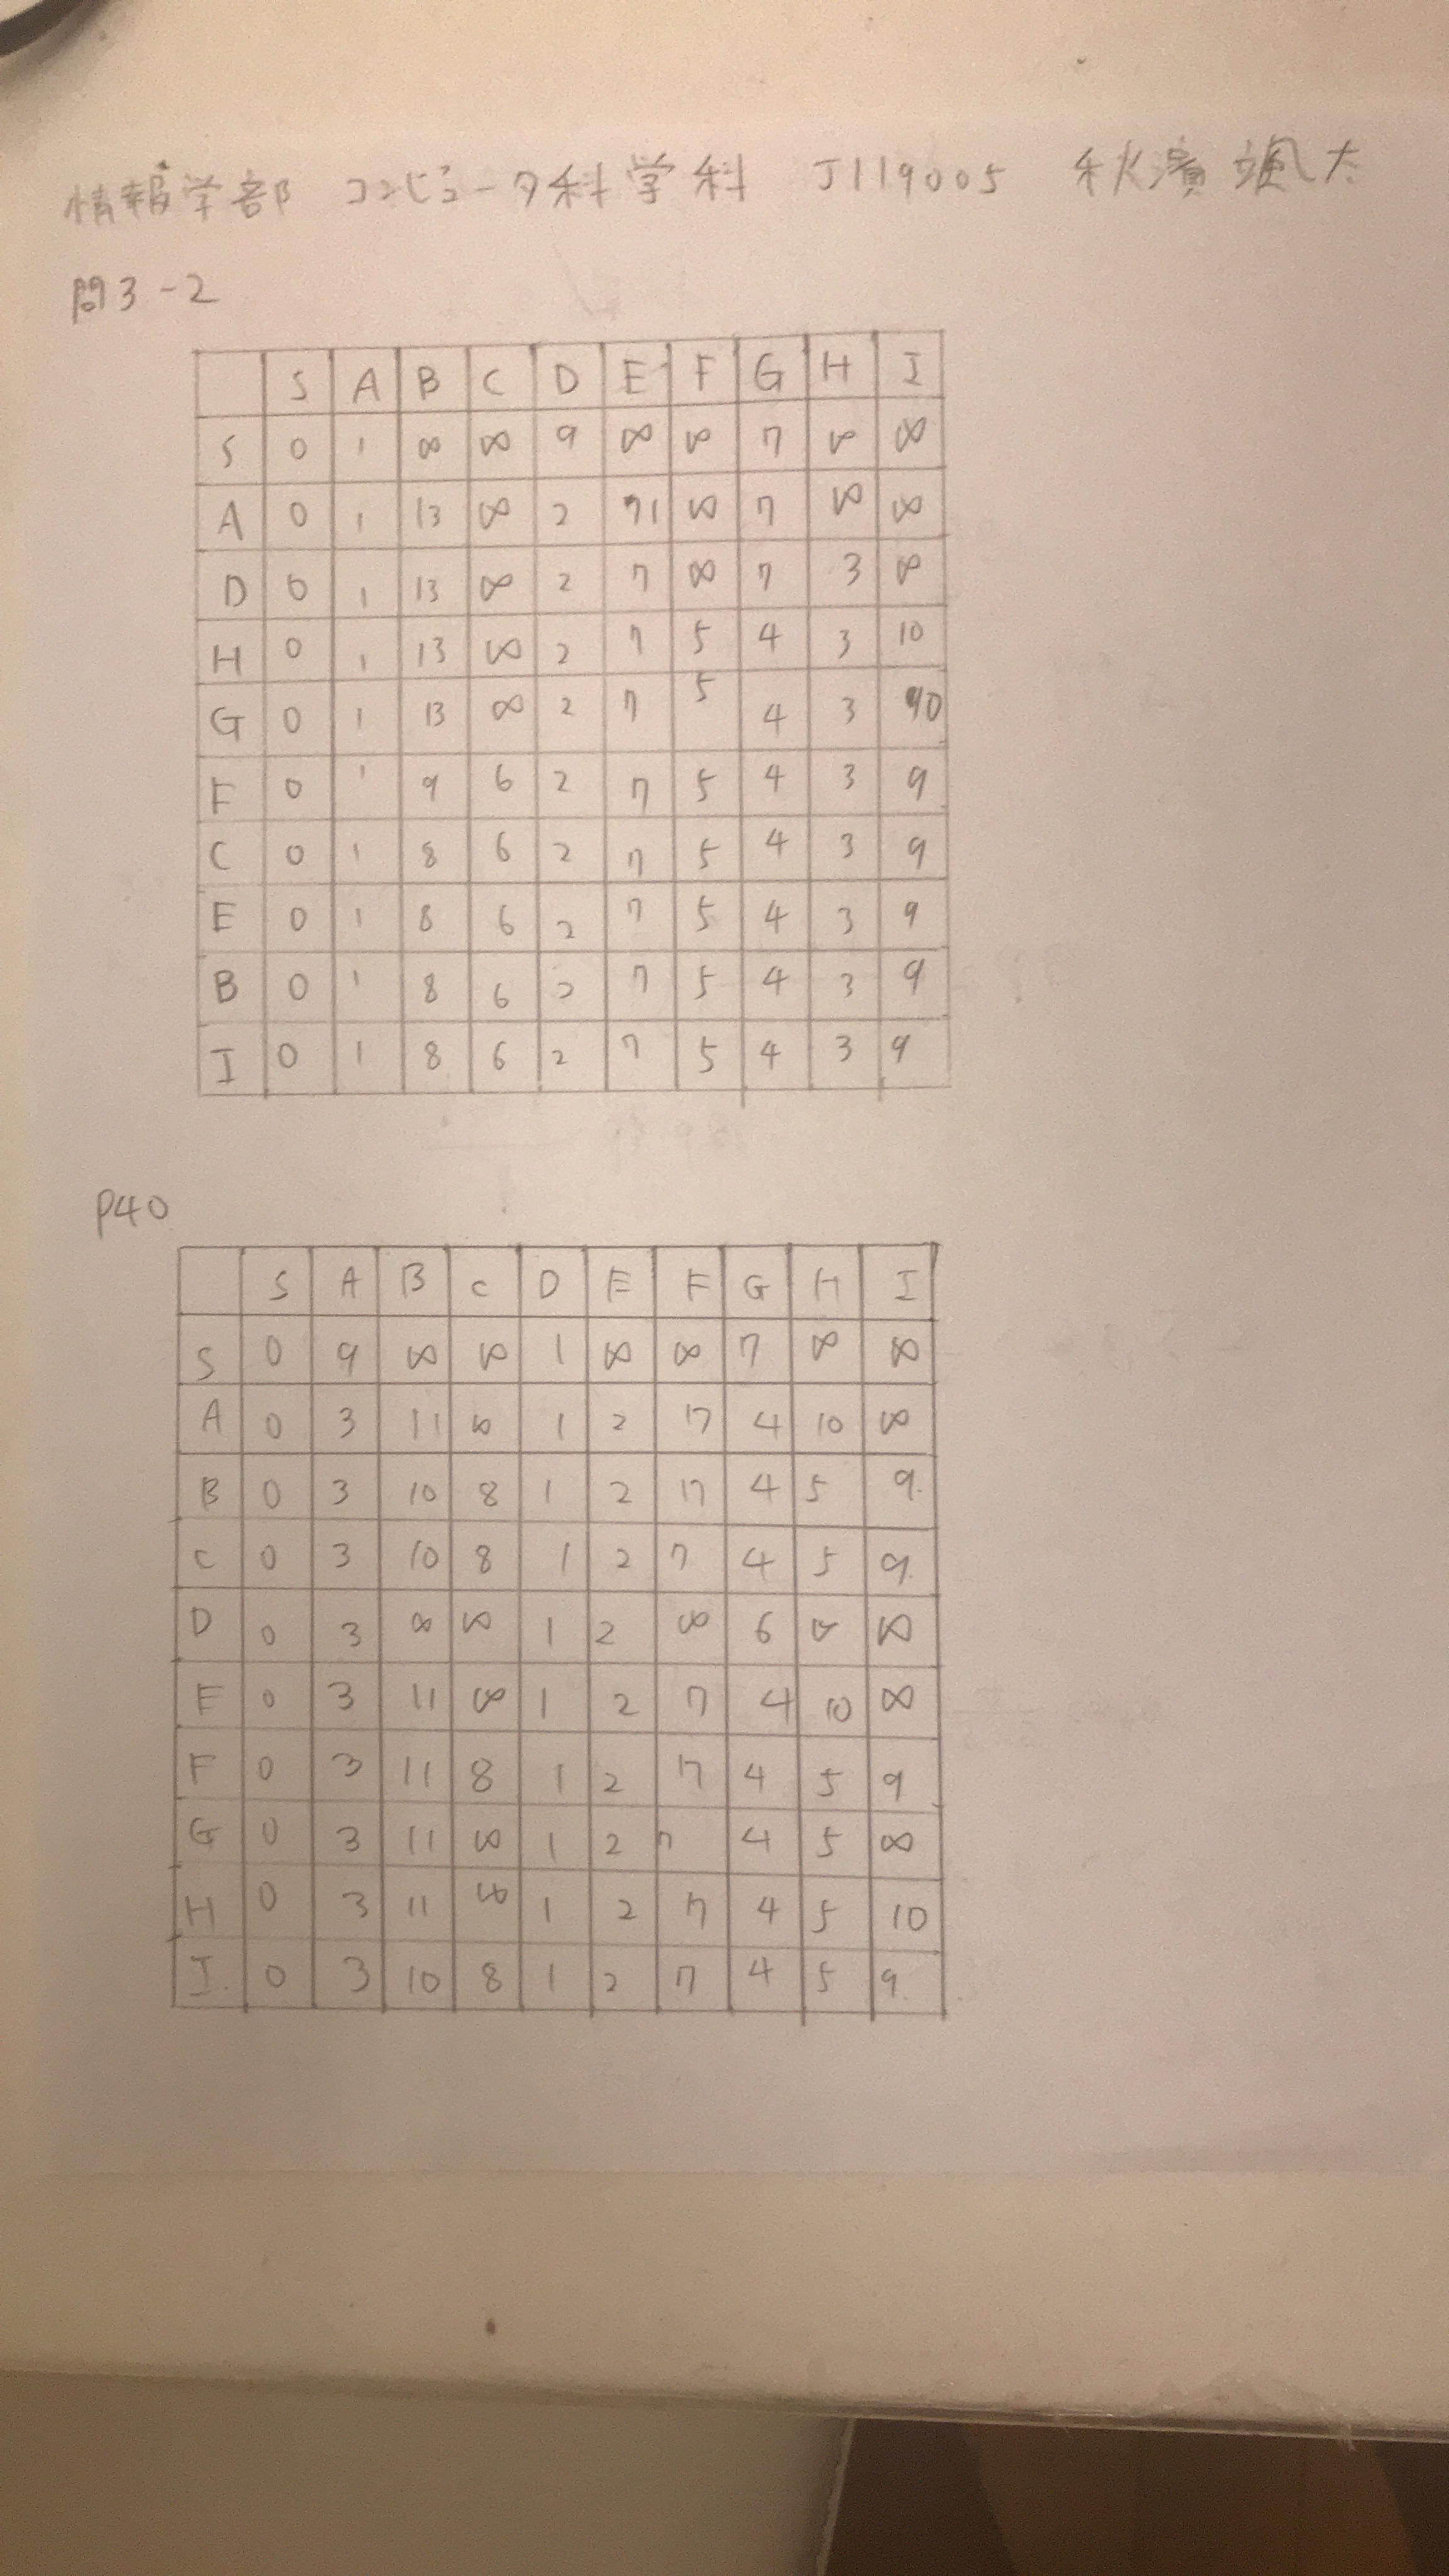 情報学部 コンピュータ科学科 J119005 秋濱 颯太
問3-2
S A B C D E F G H I
S 0 1 ∞ ∞ 9 ∞ ∞ 7 ∞ ∞
A 0 1 13 ∞ 2 71 ∞ 7 ∞ ∞
D 0 1 13 ∞ 2 7 ∞ 7 3 ∞
H 0 1 13 ∞ 2 7 5 4 3 10
G 0 1 13 ∞ 2 7 5 4 3
F 0 1 9 6 2 7 5 4 3 9
C 0 1 8 6 2 7 5 4 3 9
E 0 1 8 6 2 7 5 4 3 9
B 0 1 8 6 2 7 5 4 3 9
I 0 1 8 6 2 7 5 4 3 9
P40
S A B C D E F G H I
S 0 9 ∞ ∞ 1 ∞ ∞ 7 ∞ ∞
A 0 3 11 ∞ 1 2 7 4 10 ∞
B 0 3 10 8 1 2 7 4 5 9
C 0 3 10 8 1 2 7 4 5 9
D 0 3 ∞ ∞ 1 2 ∞ 6 ∞ ∞
E 0 3 11 ∞ 1 2 7 4 10 ∞
F 0 3 11 8 1 2 7 4 5 9
G 0 3 11 ∞ 1 2 7 4 5 ∞
H 0 3 11 ∞ 1 2 7 4 5 10
I 0 3 10 8 1 2 7 4 5 9